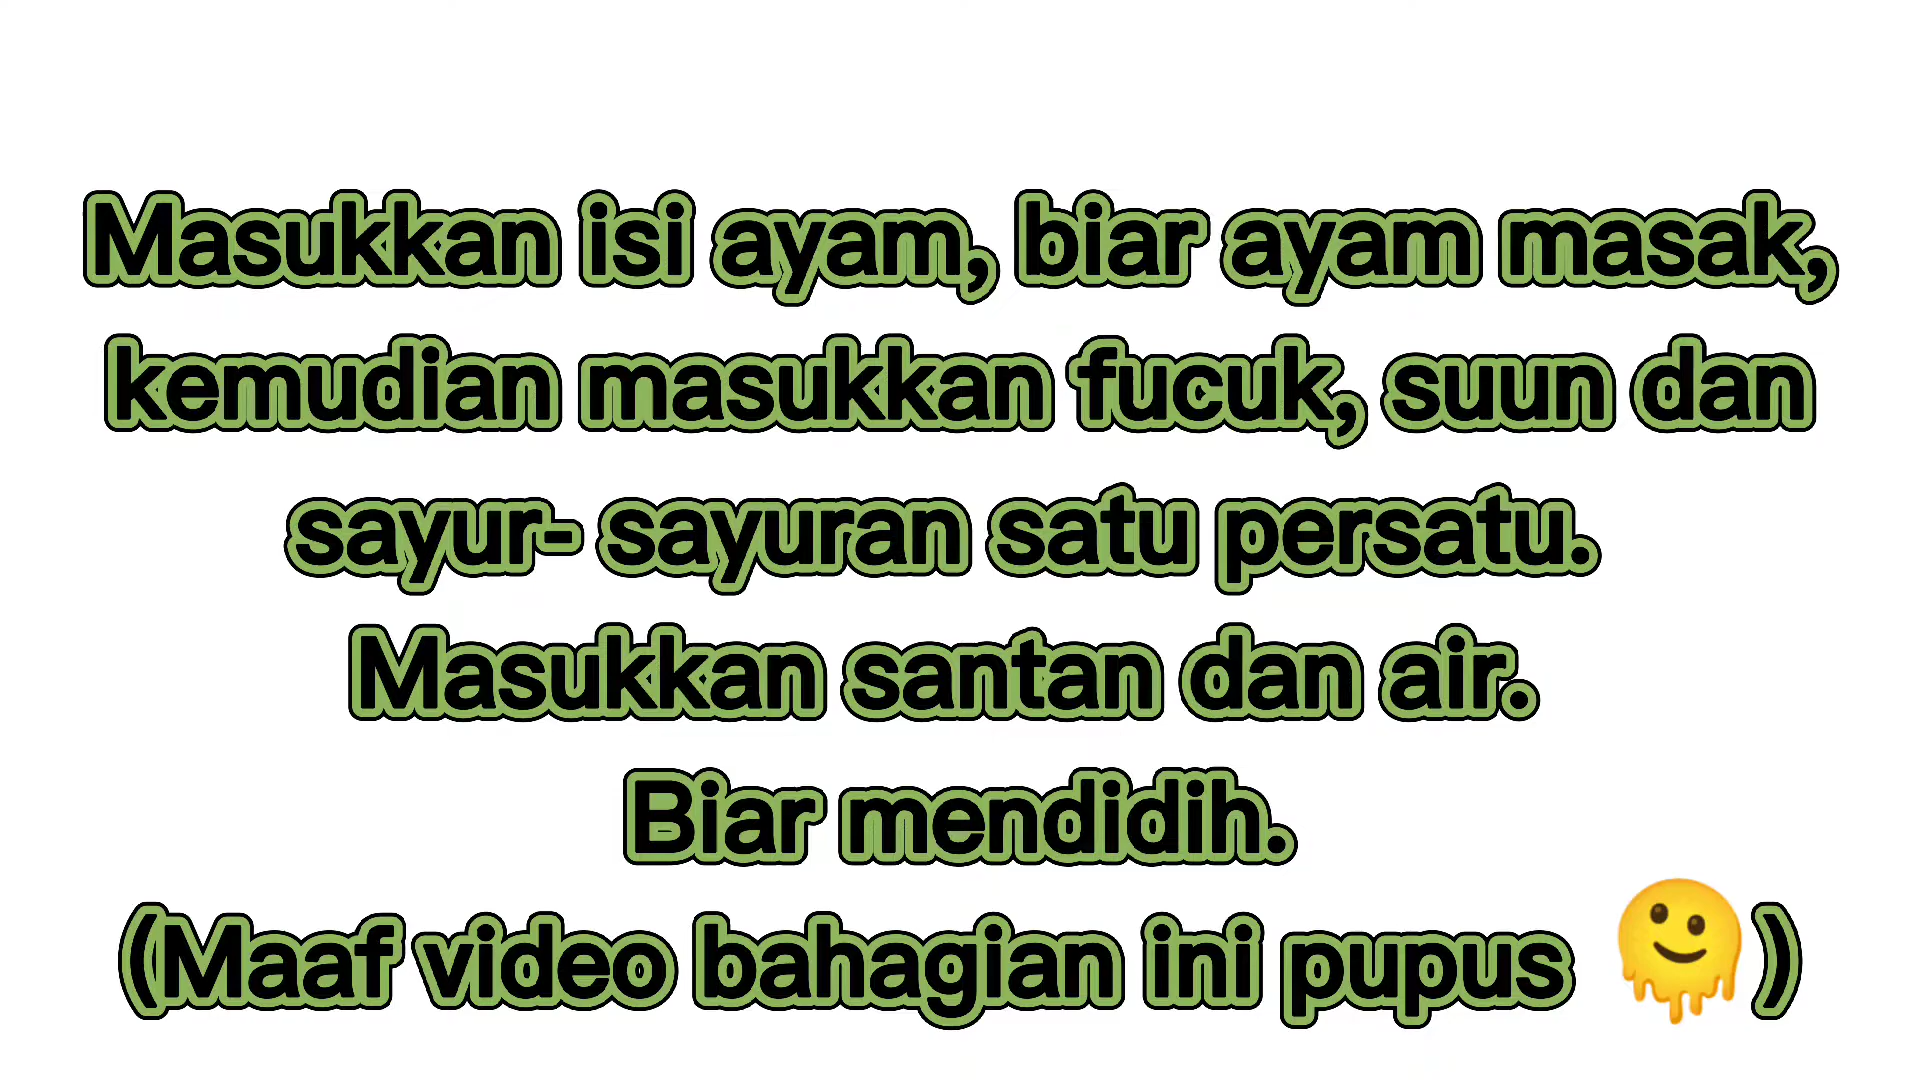 Masukkan isi ayam, biar ayam masak,
kemudian masukkan fucuk, suun dan
sayur- sayuran satu persatu.
Masukkan santan dan air.
Biar mendidih.
(Maaf video bahagian ini pupus 🫠)